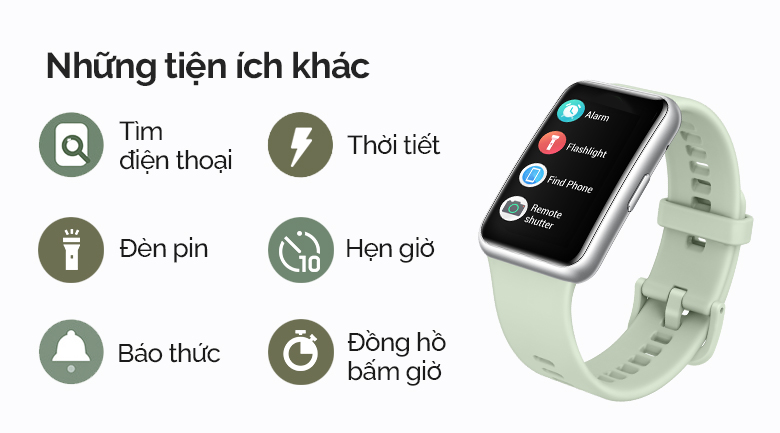 Những tiện ích khác
Tìm
điện thoại
Thời tiết
Đèn pin
10
Hẹn giờ
Báo thức
Đồng hồ
bấm giờ
Alarm
Flashlight
Find Phone
Remote
shutter